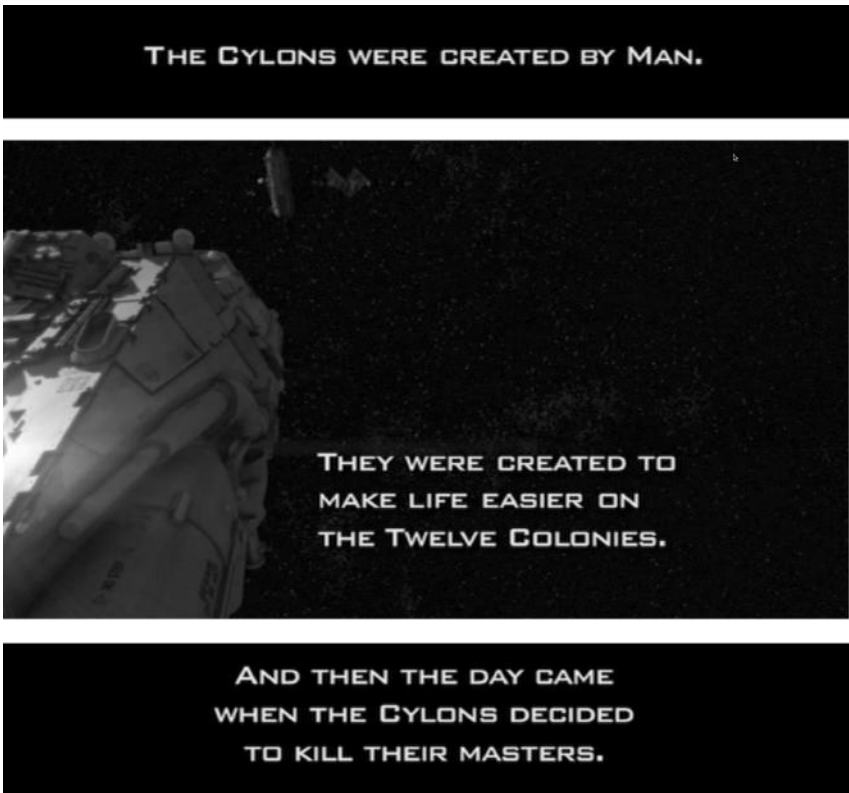 The Cylons were created by Man.
They were created to
make life easier on
the Twelve Colonies.
And then the day came
when the Cylons decided
to kill their masters.